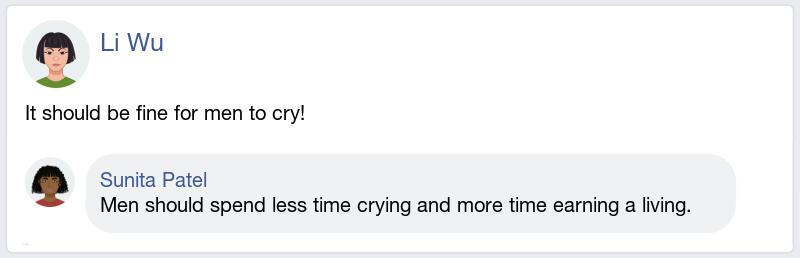 Li Wu
It should be fine for men to cry!
Sunita Patel
Men should spend less time crying and more time earning a living.